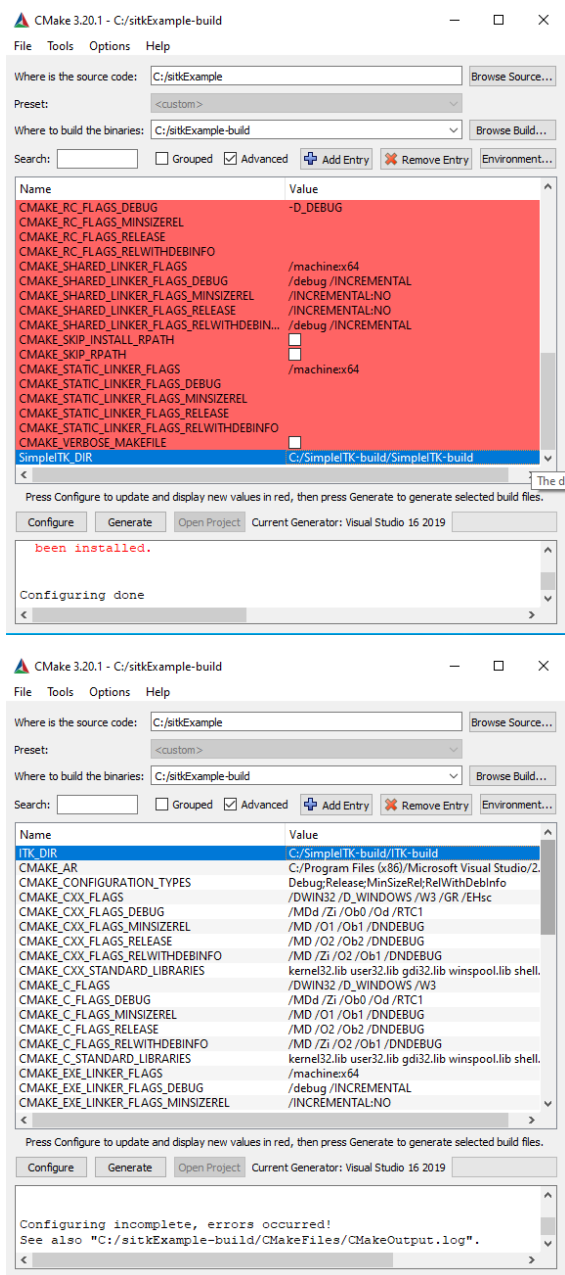 CMake 3.20.1 - C:/sitkExample-build
File Tools Options Help
Where is the source code: C:/sitkExample Browse Source...
Preset: <custom>
Where to build the binaries: C:/sitkExample-build Browse Build...
Search: Grouped Advanced Add Entry Remove Entry Environment...
Name Value
CMAKE_RC_FLAGS_DEBUG -D_DEBUG
CMAKE_RC_FLAGS_MINSIZEREL
CMAKE_RC_FLAGS_RELEASE
CMAKE_RC_FLAGS_RELWITHDEBINFO
CMAKE_SHARED_LINKER_FLAGS /machine:x64
CMAKE_SHARED_LINKER_FLAGS_DEBUG /debug /INCREMENTAL
CMAKE_SHARED_LINKER_FLAGS_MINSIZEREL /INCREMENTAL:NO
CMAKE_SHARED_LINKER_FLAGS_RELEASE /INCREMENTAL:NO
CMAKE_SHARED_LINKER_FLAGS_RELWITHDEBIN... /debug /INCREMENTAL
CMAKE_SKIP_INSTALL_RPATH
CMAKE_SKIP_RPATH
CMAKE_STATIC_LINKER_FLAGS /machine:x64
CMAKE_STATIC_LINKER_FLAGS_DEBUG
CMAKE_STATIC_LINKER_FLAGS_MINSIZEREL
CMAKE_STATIC_LINKER_FLAGS_RELEASE
CMAKE_STATIC_LINKER_FLAGS_RELWITHDEBINFO
CMAKE_VERBOSE_MAKEFILE
SimpleITK_DIR C:/SimpleITK-build/SimpleITK-build
The d
Press Configure to update and display new values in red, then press Generate to generate selected build files.
Configure Generate Open Project Current Generator: Visual Studio 16 2019
been installed.
Configuring done
CMake 3.20.1 - C:/sitkExample-build
File Tools Options Help
Where is the source code: C:/sitkExample Browse Source...
Preset: <custom>
Where to build the binaries: C:/sitkExample-build Browse Build...
Search: Grouped Advanced Add Entry Remove Entry Environment...
Name Value
ITK_DIR C:/SimpleITK-build/ITK-build
CMAKE_AR C:/Program Files (x86)/Microsoft Visual Studio/2.
CMAKE_CONFIGURATION_TYPES Debug;Release;MinSizeRel;RelWithDebInfo
CMAKE_CXX_FLAGS /DWIN32 /D_WINDOWS /W3 /GR /EHsc
CMAKE_CXX_FLAGS_DEBUG /MDd /Zi /Ob0 /Od /RTC1
CMAKE_CXX_FLAGS_MINSIZEREL /MD /O1 /Ob1 /DNDEBUG
CMAKE_CXX_FLAGS_RELEASE /MD /O2 /Ob2 /DNDEBUG
CMAKE_CXX_FLAGS_RELWITHDEBINFO /MD /Zi /O2 /Ob1 /DNDEBUG
CMAKE_CXX_STANDARD_LIBRARIES kernel32.lib user32.lib gdi32.lib winspool.lib shell.
CMAKE_C_FLAGS /DWIN32 /D_WINDOWS /W3
CMAKE_C_FLAGS_DEBUG /MDd /Zi /Ob0 /Od /RTC1
CMAKE_C_FLAGS_MINSIZEREL /MD /O1 /Ob1 /DNDEBUG
CMAKE_C_FLAGS_RELEASE /MD /O2 /Ob2 /DNDEBUG
CMAKE_C_FLAGS_RELWITHDEBINFO /MD /Zi /O2 /Ob1 /DNDEBUG
CMAKE_C_STANDARD_LIBRARIES kernel32.lib user32.lib gdi32.lib winspool.lib shell.
CMAKE_EXE_LINKER_FLAGS /machine:x64
CMAKE_EXE_LINKER_FLAGS_DEBUG /debug /INCREMENTAL
CMAKE_EXE_LINKER_FLAGS_MINSIZEREL /INCREMENTAL:NO
Press Configure to update and display new values in red, then press Generate to generate selected build files.
Configure Generate Open Project Current Generator: Visual Studio 16 2019
Configuring incomplete, errors occurred!
See also "C:/sitkExample-build/CMakeFiles/CMakeOutput.log".